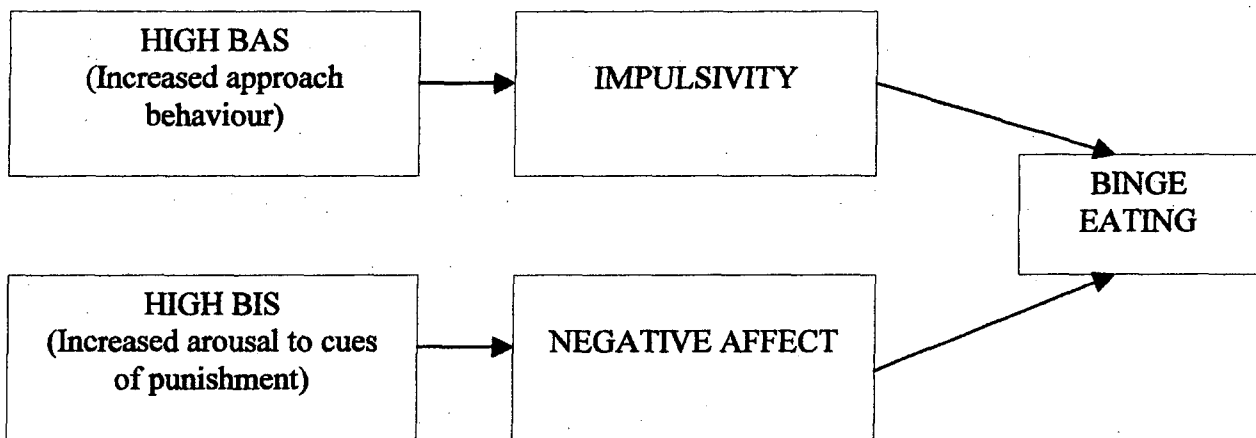 HIGH BAS
(Increased approach
behaviour)
IMPULSIVITY
BINGE
EATING
HIGH BIS
(Increased arousal to cues
of punishment)
NEGATIVE AFFECT